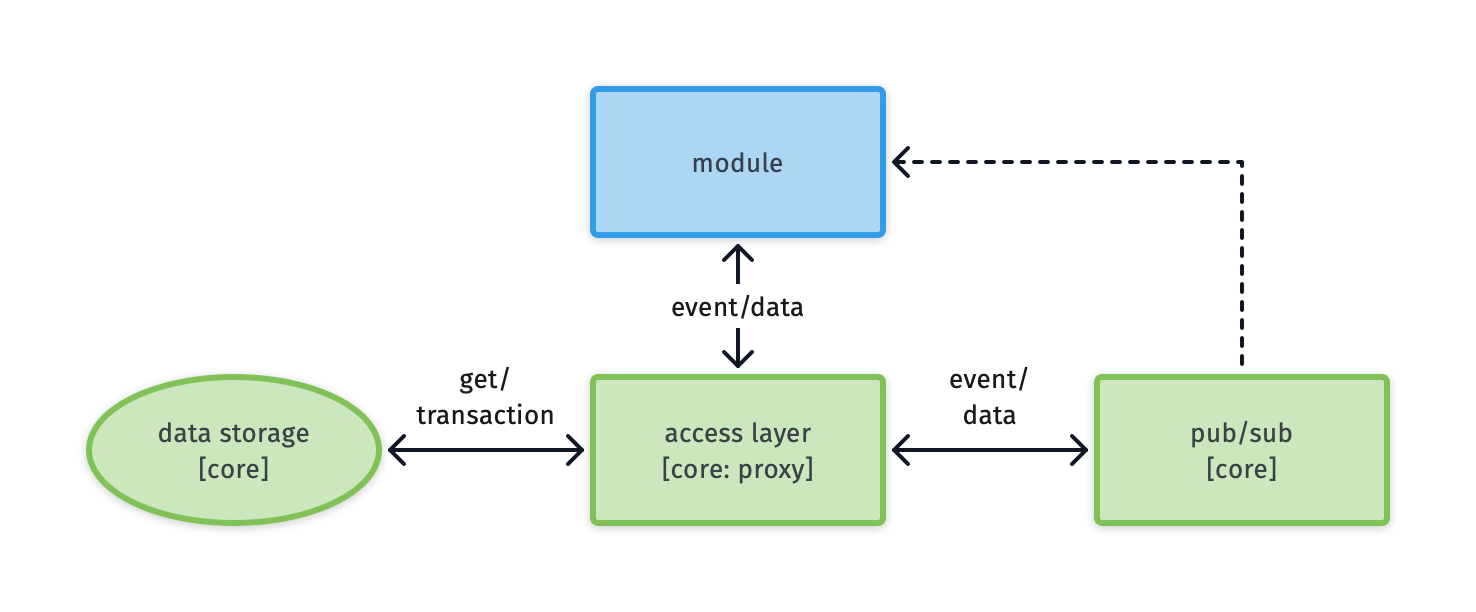 module
event/data
get/
transaction
event/
data
data storage
[core]
access layer
[core: proxy]
pub/sub
[core]